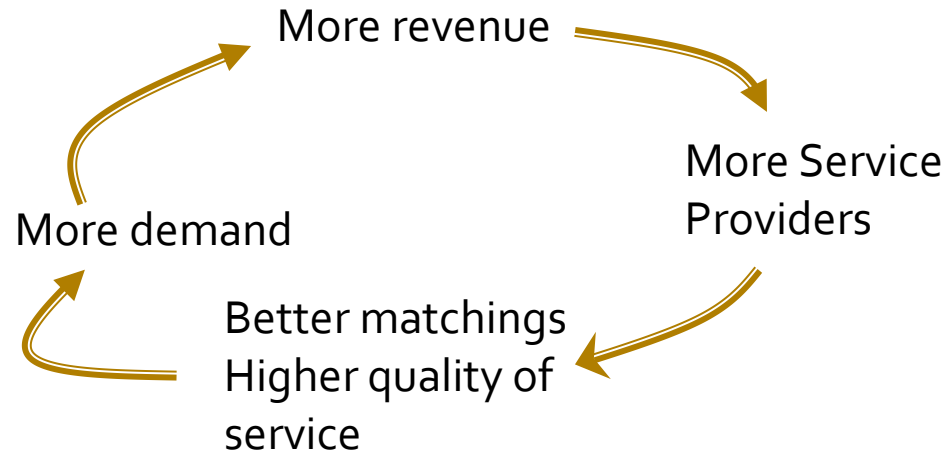 More revenue
More Service
Providers
More demand
Better matchings
Higher quality of
service